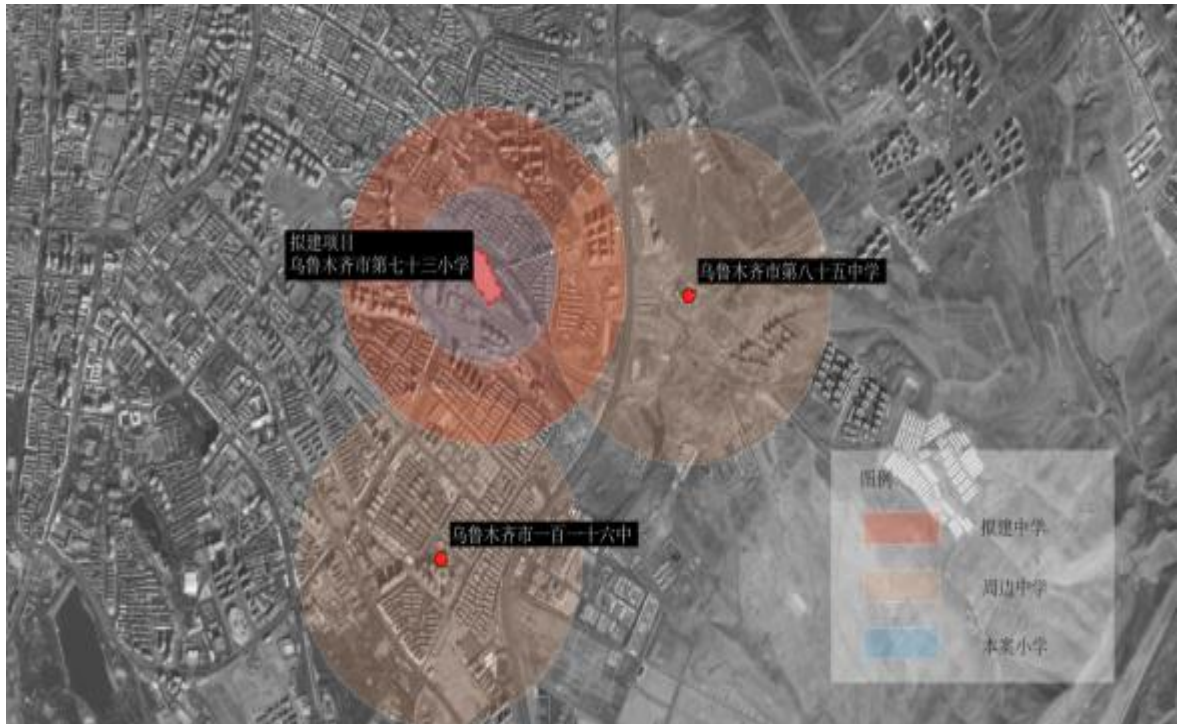 拟建项目
乌鲁木齐市第七十三小学
乌鲁木齐市第八十五中学
乌鲁木齐市一百一十六中
图例
拟建中学
周边中学
本案小学